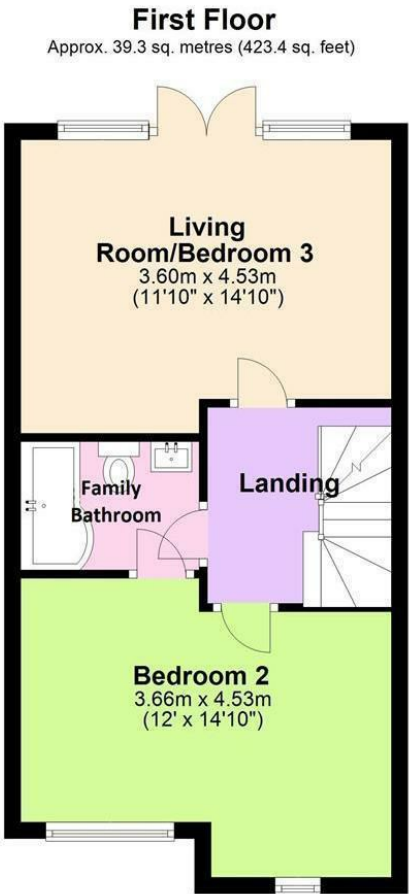 First Floor
Approx. 39.3 sq. metres (423.4 sq. feet)
Living
Room/Bedroom 3
3.60m x 4.53m
(11'10" x 14'10")
Family
Bathroom
Landing
Bedroom 2
3.66m x 4.53m
(12' x 14'10")